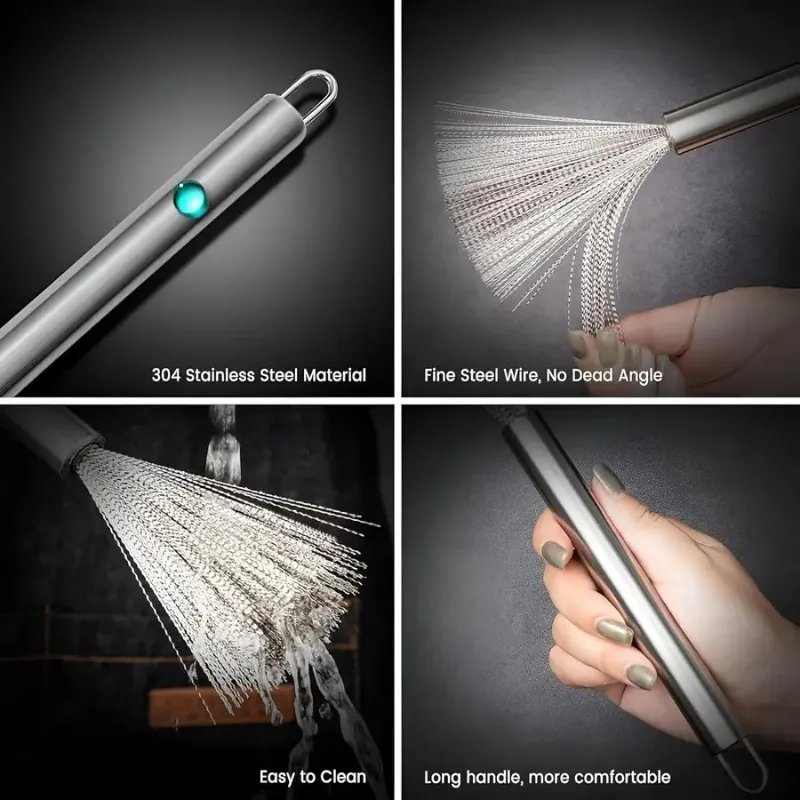 304 Stainless Steel Material
Fine Steel Wire, No Dead Angle
Easy to Clean
Long handle, more comfortable